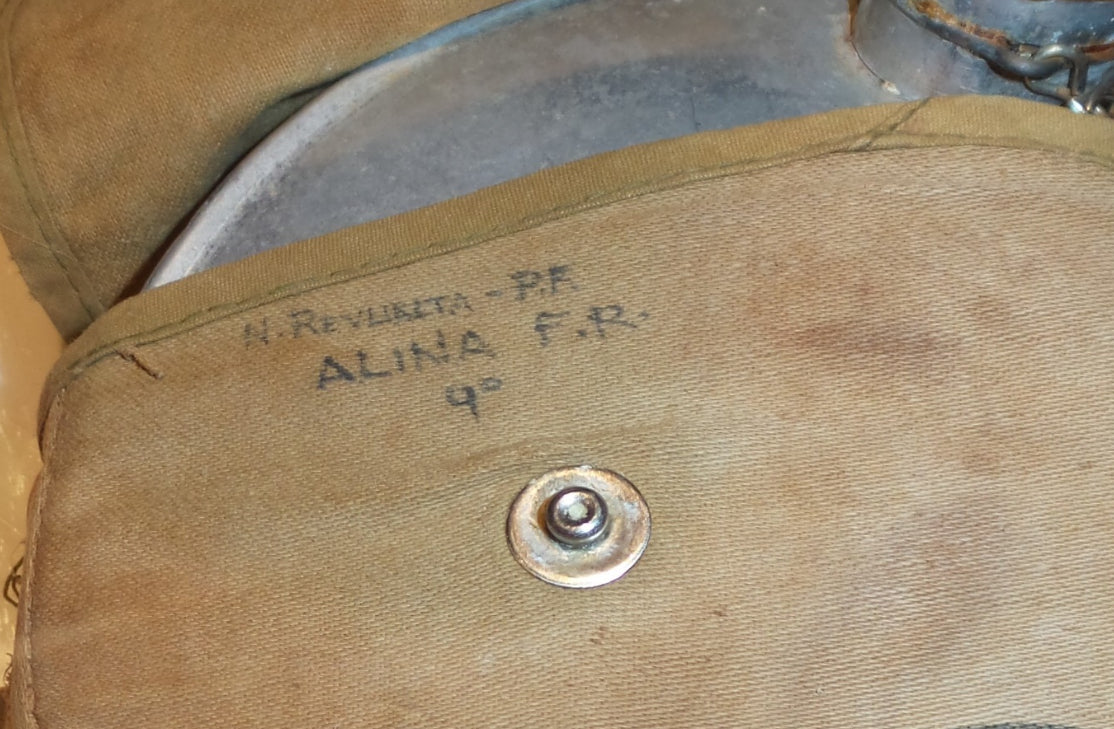 N. REVUELTA - P.F.
ALINA F.R.
9º